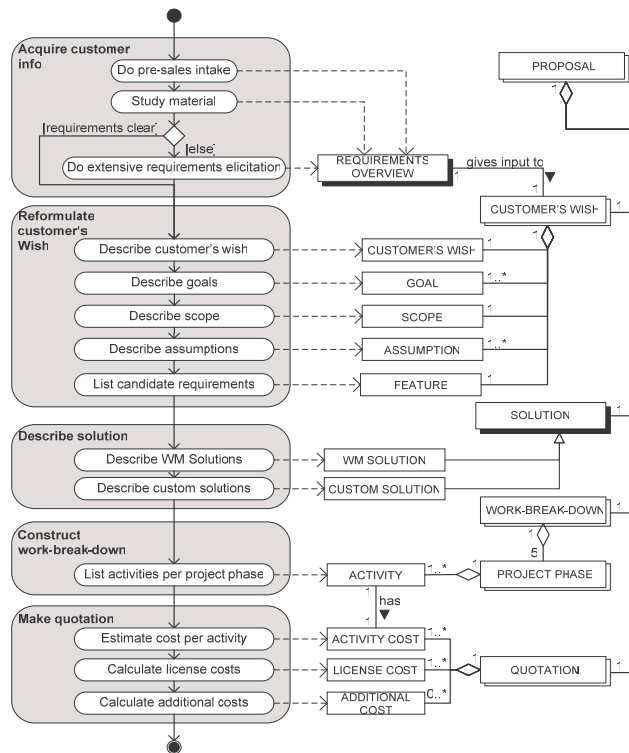 Acquire customer
info
Do pre-sales intake
Study material
[requirements clear]
[else]
Do extensive requirements elicitation
REQUIREMENTS
OVERVIEW
1
gives input to
PROPOSAL
1
CUSTOMER'S WISH
1
1
1
Reformulate
customer's
Wish
Describe customer's wish
CUSTOMER'S WISH
1
Describe goals
GOAL
1..*
Describe scope
SCOPE
1
Describe assumptions
ASSUMPTION
1..*
List candidate requirements
FEATURE
1
SOLUTION
1
Describe solution
Describe WM Solutions
WM SOLUTION
Describe custom solutions
CUSTOM SOLUTION
WORK-BREAK-DOWN
1
1
5
Construct
work-break-down
List activities per project phase
ACTIVITY
1..*
1
PROJECT PHASE
1
has
1
Make quotation
Estimate cost per activity
ACTIVITY COST
1..*
Calculate license costs
LICENSE COST
1..*
1
QUOTATION
1
Calculate additional costs
ADDITIONAL
COST
0..*